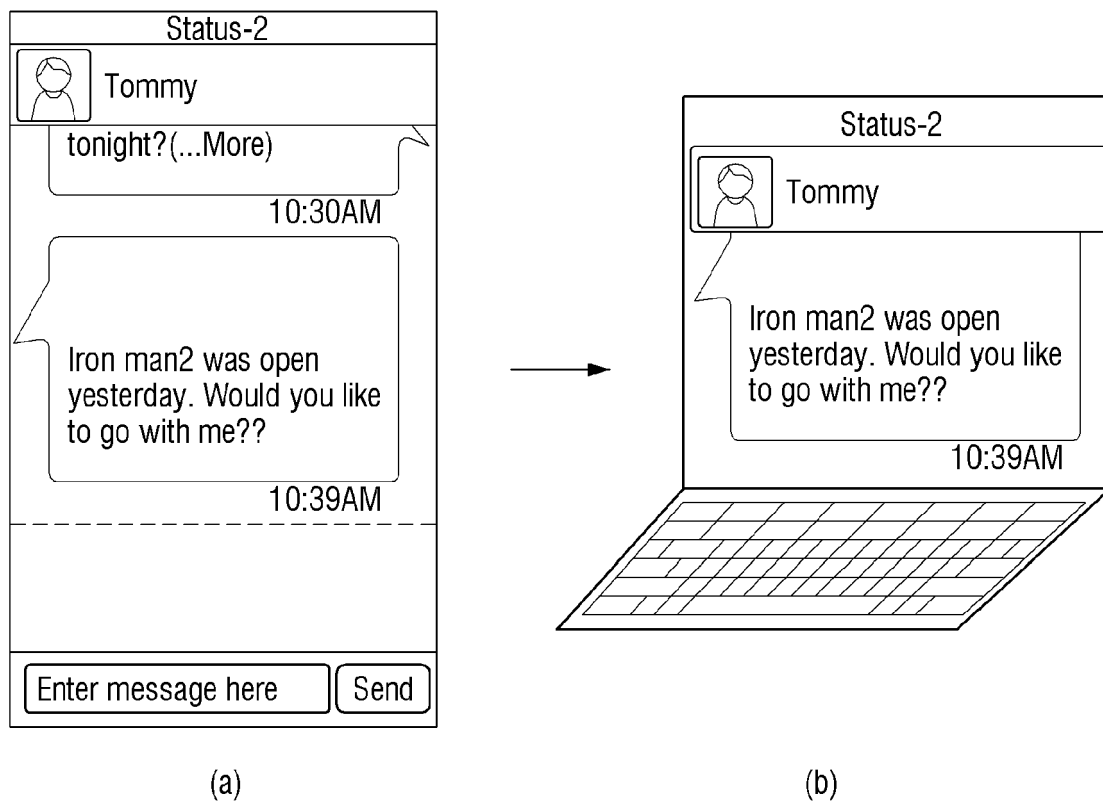 Status-2
Tommy
tonight?(...More)
10:30AM
Iron man2 was open
yesterday. Would you like
to go with me??
10:39AM
Enter message here
Send
(a)
Status-2
Tommy
Iron man2 was open
yesterday. Would you like
to go with me??
10:39AM
(b)